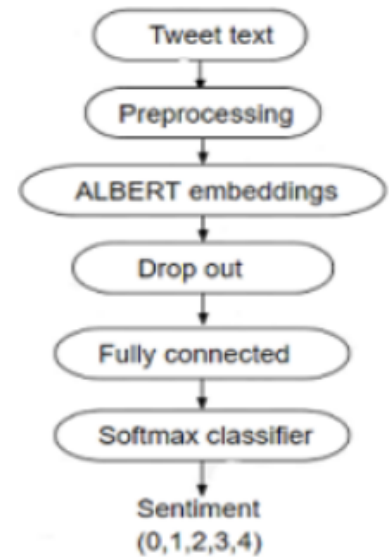 Tweet text
Preprocessing
ALBERT embeddings
Drop out
Fully connected
Softmax classifier
Sentiment
(0,1,2,3,4)